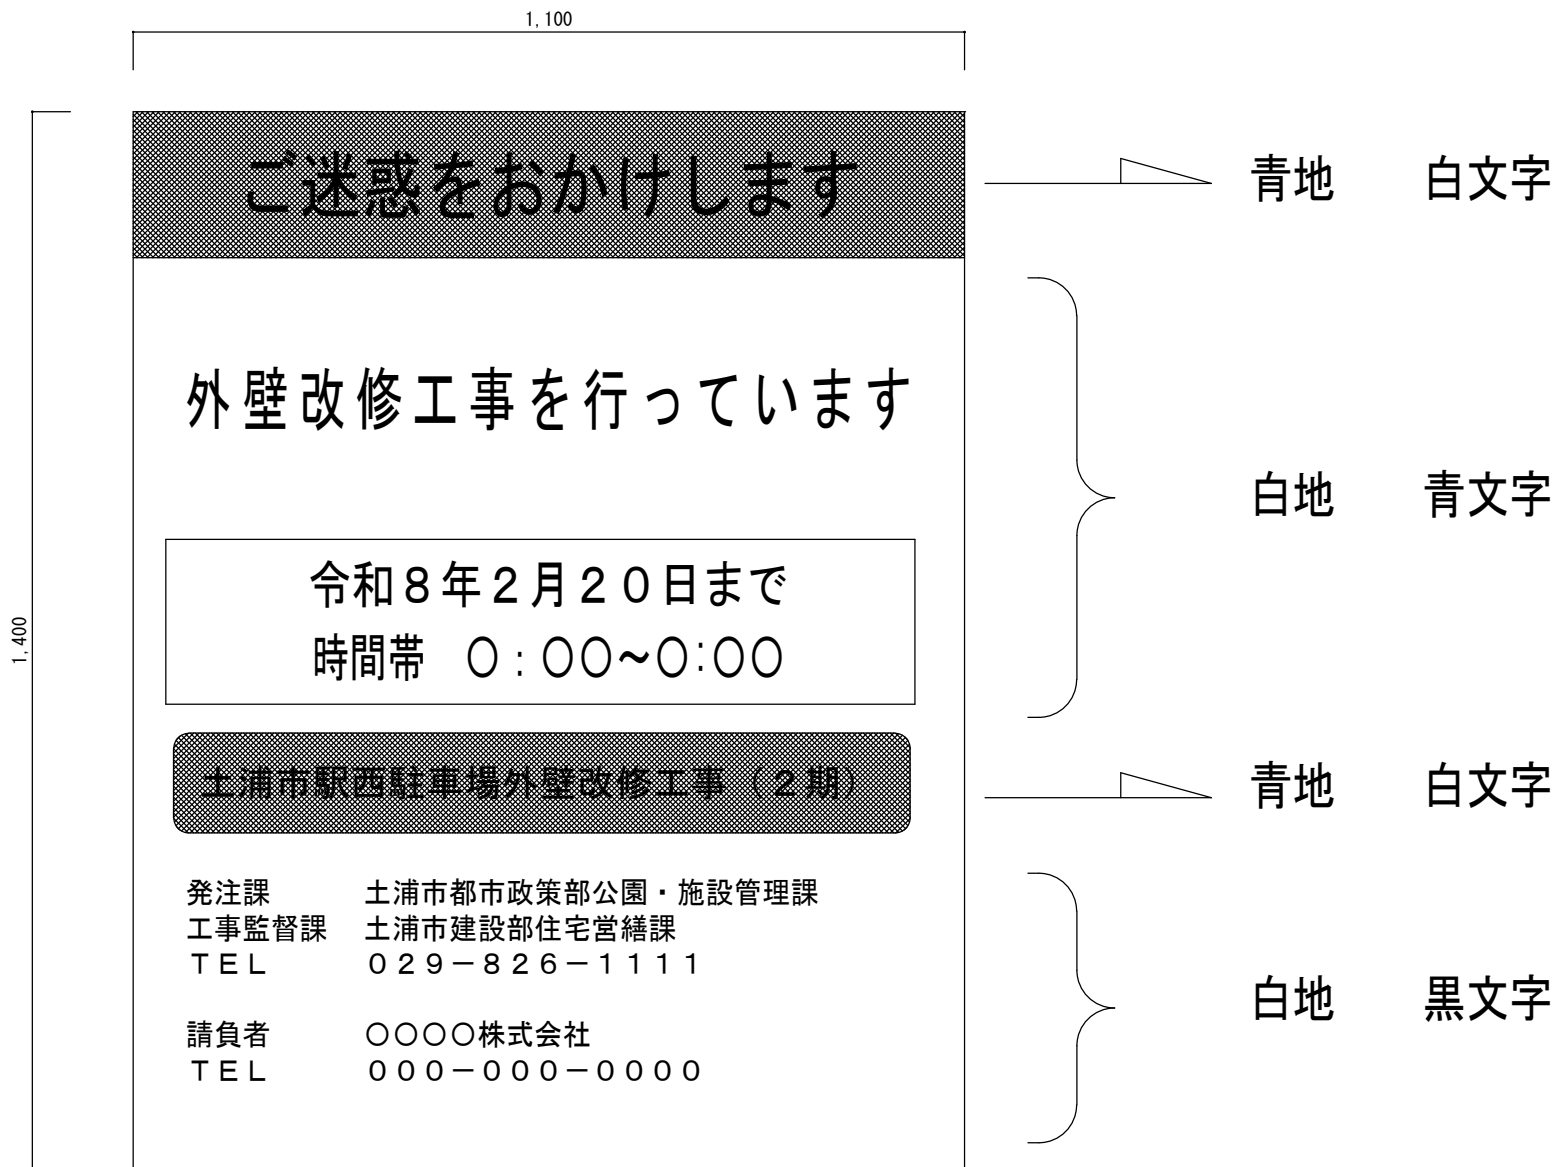 1,100
ご迷惑をおかけします
青地 白文字
外壁改修工事を行っています
白地 青文字
令和８年２月２０日まで
時間帯 〇：〇〇~〇:〇〇
1,400
土浦市駅西駐車場外壁改修工事（２期）
青地 白文字
発注課 土浦市都市政策部公園・施設管理課
工事監督課 土浦市建設部住宅営繕課
ＴＥＬ ０２９－８２６－１１１１
白地 黒文字
請負者 〇〇〇〇株式会社
ＴＥＬ ０００－０００－００００